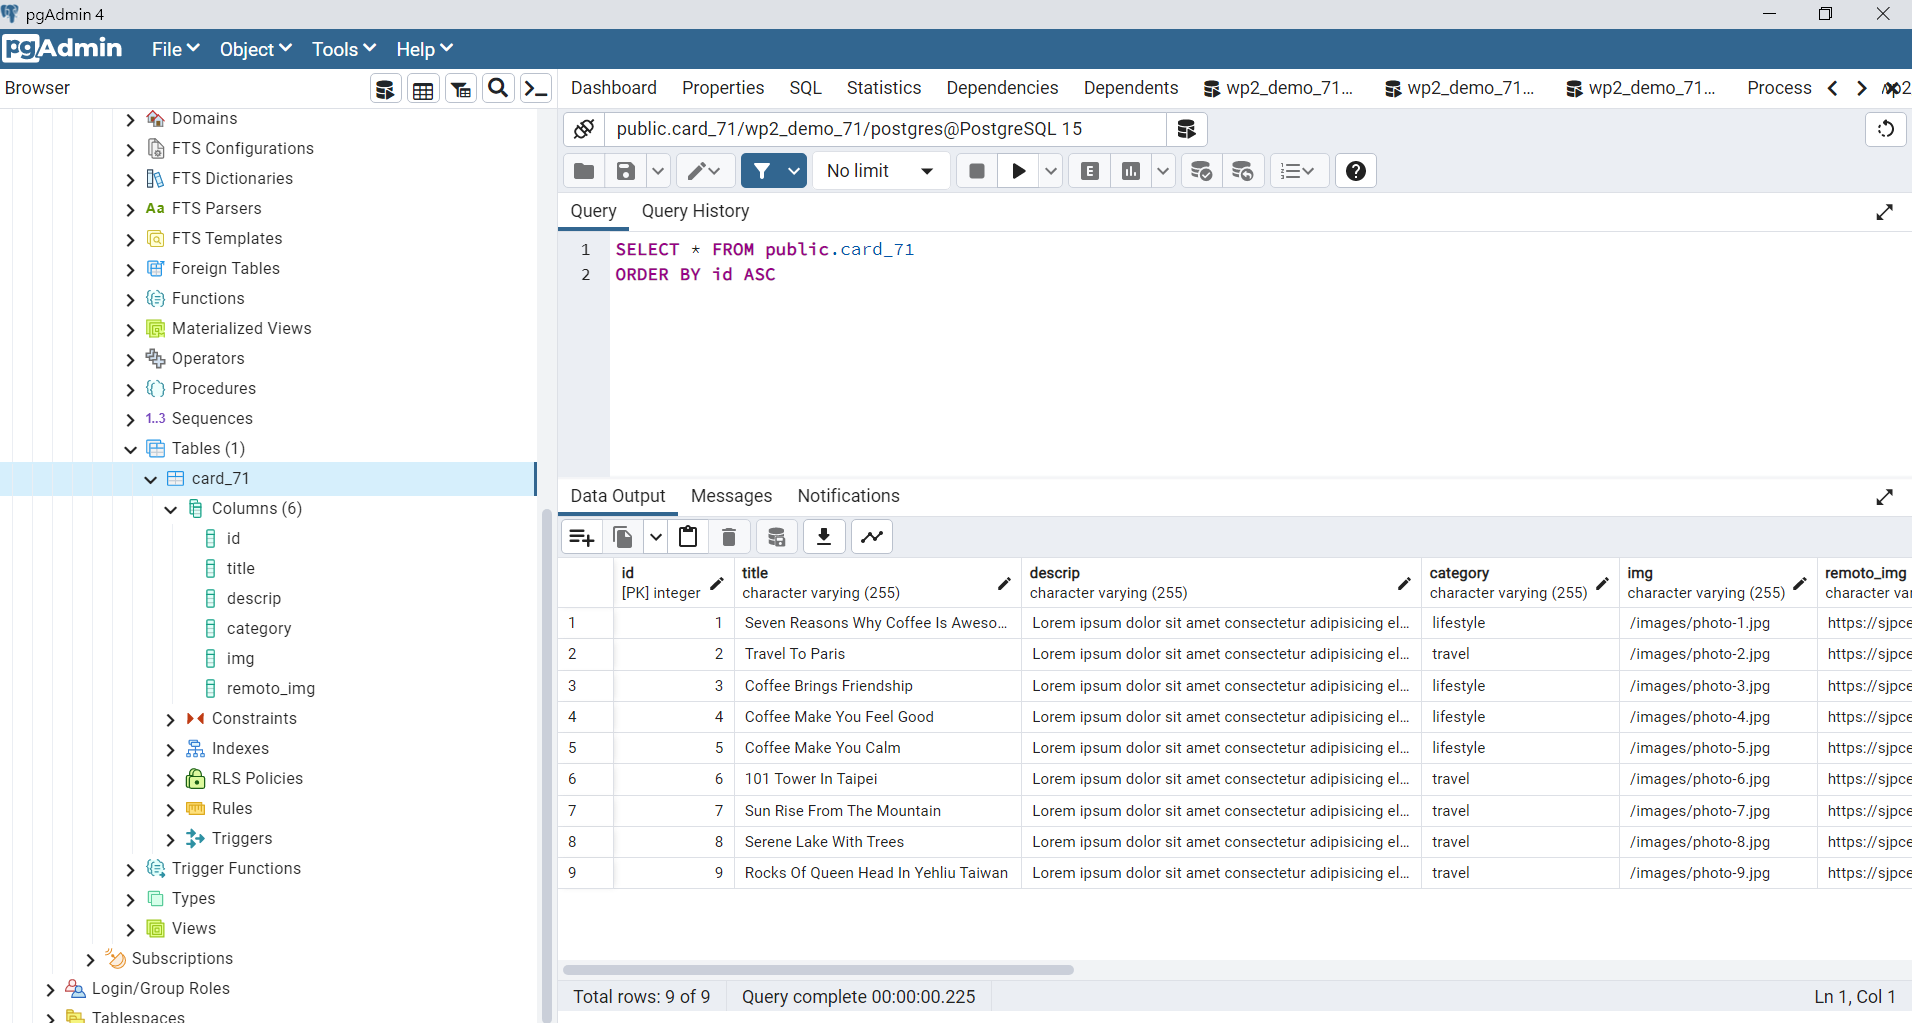 pgAdmin 4
pgAdmin File Object Tools Help
Browser
Dashboard Properties SQL Statistics Dependencies Dependents wp2_demo_71... wp2_demo_71... wp2_demo_71... Process
public.card_71/wp2_demo_71/postgres@PostgreSQL 15
No limit
Query Query History
1 SELECT * FROM public.card_71
2 ORDER BY id ASC
Domains
FTS Configurations
FTS Dictionaries
Aa FTS Parsers
FTS Templates
Foreign Tables
Functions
Materialized Views
Operators
Procedures
1..3 Sequences
Tables (1)
card_71
Columns (6)
id
title
descrip
category
img
remoto_img
Constraints
Indexes
RLS Policies
Rules
Triggers
Trigger Functions
Types
Views
Subscriptions
Login/Group Roles
Tablespaces
Data Output Messages Notifications
id title descrip category img remoto_img
[PK] integer character varying (255) character varying (255) character varying (255) character varying (255) character va
1 1 Seven Reasons Why Coffee Is Aweso... Lorem ipsum dolor sit amet consectetur adipisicing el... lifestyle /images/photo-1.jpg https://sjpce
2 2 Travel To Paris Lorem ipsum dolor sit amet consectetur adipisicing el... travel /images/photo-2.jpg https://sjpce
3 3 Coffee Brings Friendship Lorem ipsum dolor sit amet consectetur adipisicing el... lifestyle /images/photo-3.jpg https://sjpce
4 4 Coffee Make You Feel Good Lorem ipsum dolor sit amet consectetur adipisicing el... lifestyle /images/photo-4.jpg https://sjpce
5 5 Coffee Make You Calm Lorem ipsum dolor sit amet consectetur adipisicing el... lifestyle /images/photo-5.jpg https://sjpce
6 6 101 Tower In Taipei Lorem ipsum dolor sit amet consectetur adipisicing el... travel /images/photo-6.jpg https://sjpce
7 7 Sun Rise From The Mountain Lorem ipsum dolor sit amet consectetur adipisicing el... travel /images/photo-7.jpg https://sjpce
8 8 Serene Lake With Trees Lorem ipsum dolor sit amet consectetur adipisicing el... travel /images/photo-8.jpg https://sjpce
9 9 Rocks Of Queen Head In Yehliu Taiwan Lorem ipsum dolor sit amet consectetur adipisicing el... travel /images/photo-9.jpg https://sjpce
Total rows: 9 of 9 Query complete 00:00:00.225 Ln 1, Col 1